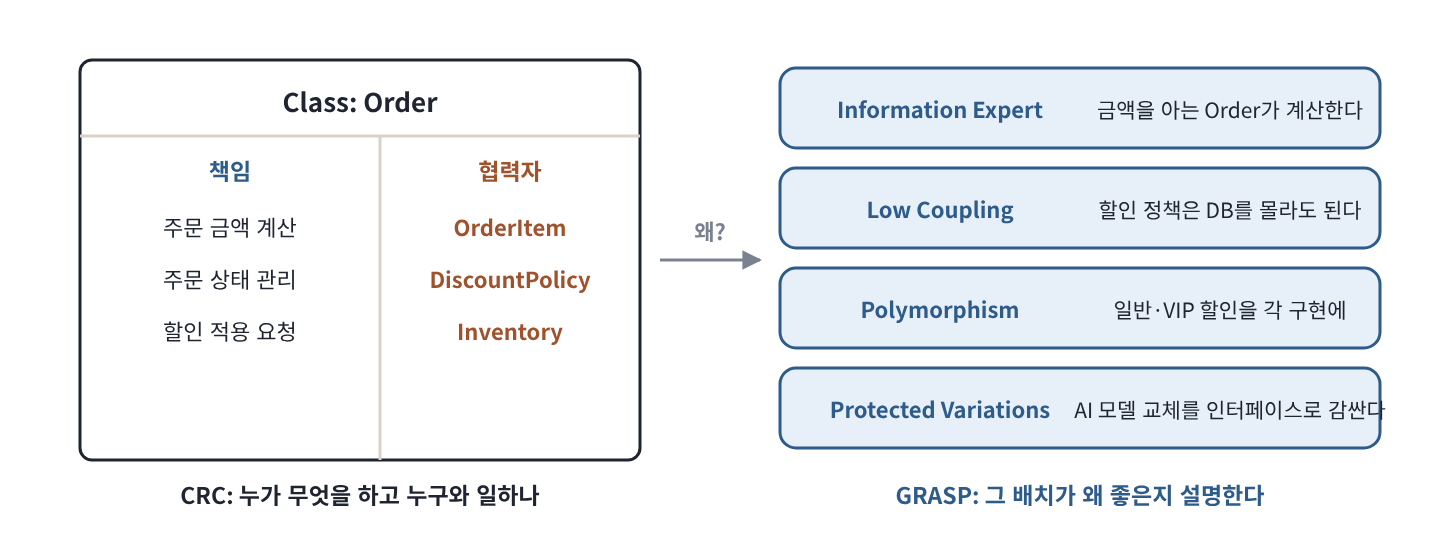 Class: Order
책임
협력자
주문 금액 계산
OrderItem
주문 상태 관리
DiscountPolicy
할인 적용 요청
Inventory
CRC: 누가 무엇을 하고 누구와 일하나
왜?
Information Expert 금액을 아는 Order가 계산한다
Low Coupling 할인 정책은 DB를 몰라도 된다
Polymorphism 일반·VIP 할인을 각 구현에
Protected Variations AI 모델 교체를 인터페이스로 감싼다
GRASP: 그 배치가 왜 좋은지 설명한다